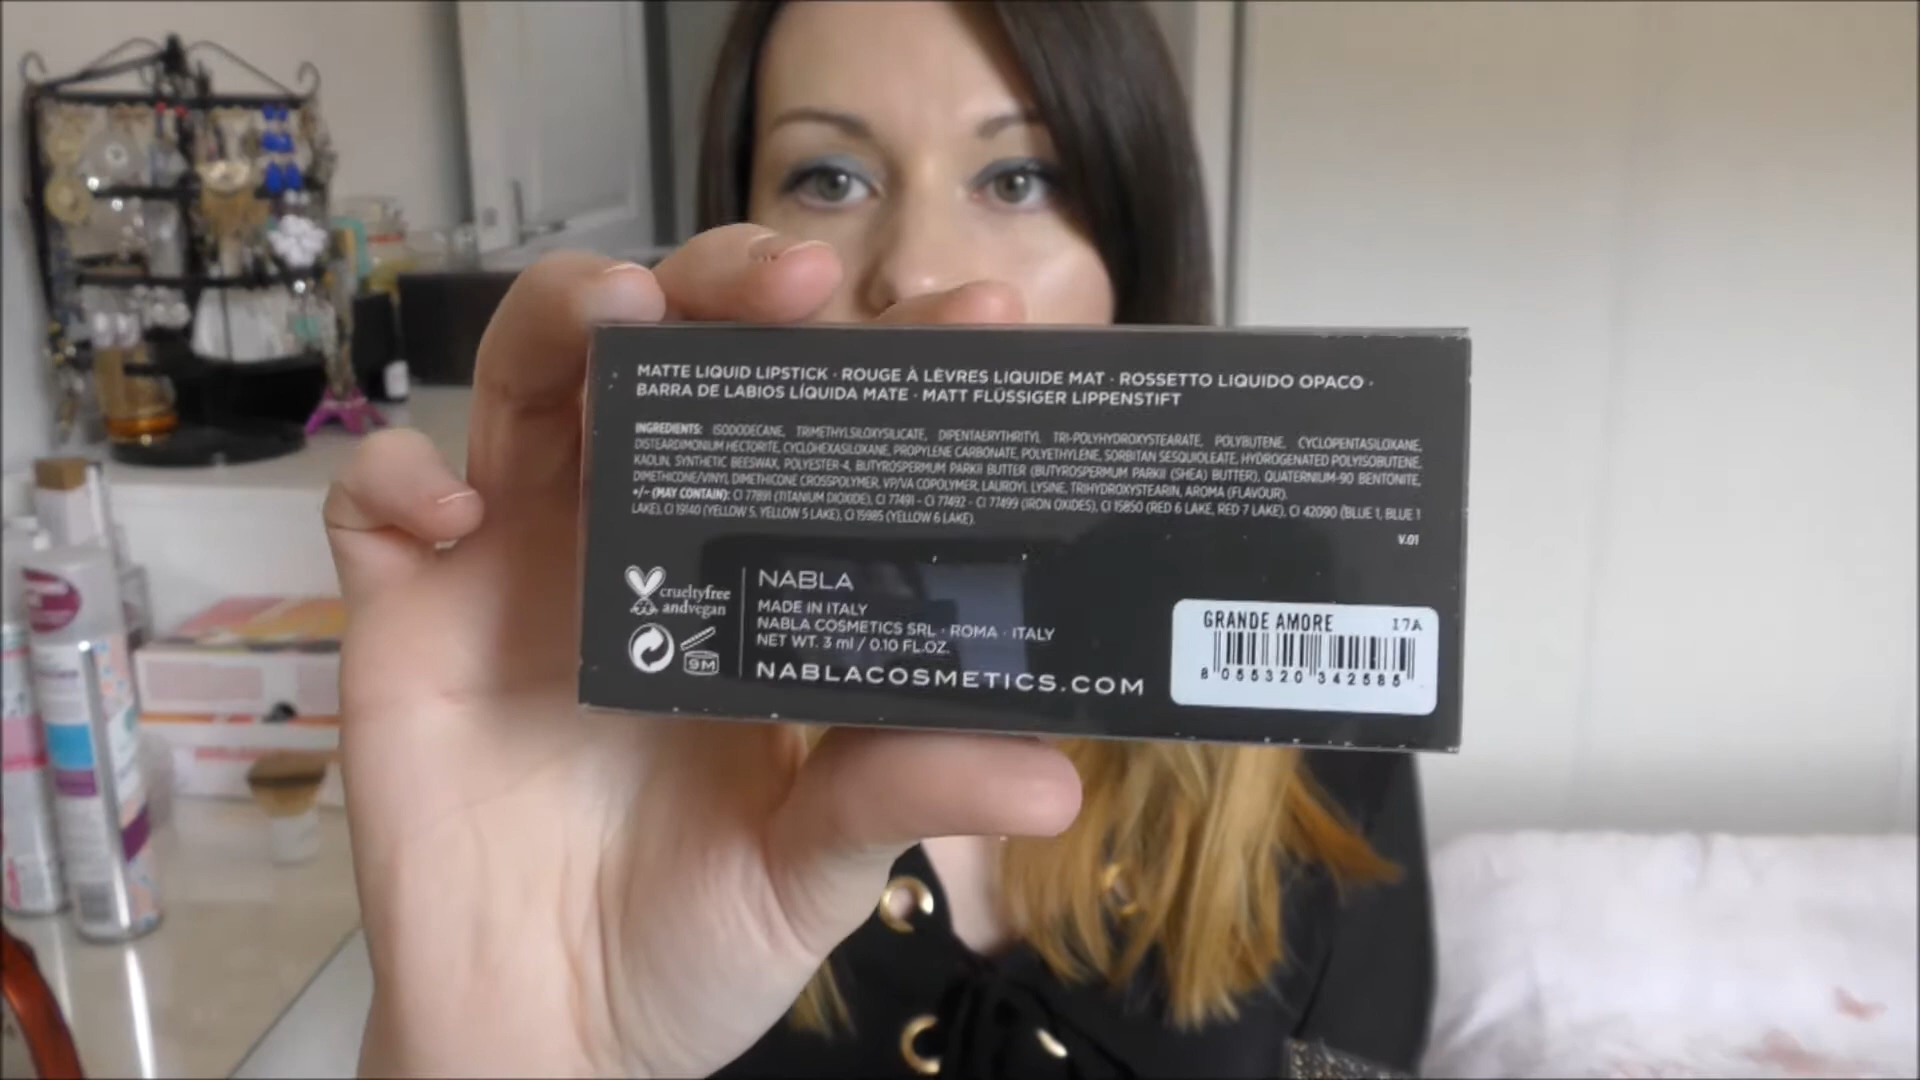 MATTE LIQUID LIPSTICK · ROUGE À LÈVRES LIQUIDE MAT · ROSSETTO LIQUIDO OPACO ·
BARRA DE LABIOS LÍQUIDA MATE · MATT FLÜSSIGER LIPPENSTIFT
INGREDIENTS: ISODODECANE, TRIMETHYLSILOXYSILICATE, DIPENTAERYTHRITYL TRI-POLYHYDROXYSTEARATE, POLYBUTENE, CYCLOPENTASILOXANE,
DISTEARDIMONIUM HECTORITE, CYCLOHEXASILOXANE, PROPYLENE CARBONATE, POLYETHYLENE, SORBITAN SESQUIOLEATE, HYDROGENATED POLYISOBUTENE,
KAOLIN, SYNTHETIC BEESWAX, POLYESTER-4, BUTYROSPERMUM PARKII BUTTER (BUTYROSPERMUM PARKII (SHEA) BUTTER), QUATERNIUM-90 BENTONITE,
DIMETHICONE/VINYL DIMETHICONE CROSSPOLYMER, VP/VA COPOLYMER, LAUROYL LYSINE, TRIHYDROXYSTEARIN, AROMA (FLAVOUR).
+/- (MAY CONTAIN): CI 77891 (TITANIUM DIOXIDE), CI 77491 - CI 77492 - CI 77499 (IRON OXIDES), CI 15850 (RED 6 LAKE, RED 7 LAKE), CI 42090 (BLUE 1, BLUE 1
LAKE), CI 19140 (YELLOW 5, YELLOW 5 LAKE), CI 15985 (YELLOW 6 LAKE).
V.01
crueltyfree
andvegan
9M
NABLA
MADE IN ITALY
NABLA COSMETICS SRL · ROMA · ITALY
NET WT. 3 ml / 0.10 FL.OZ.
NABLACOSMETICS.COM
GRANDE AMORE 17A
8 055320 342585